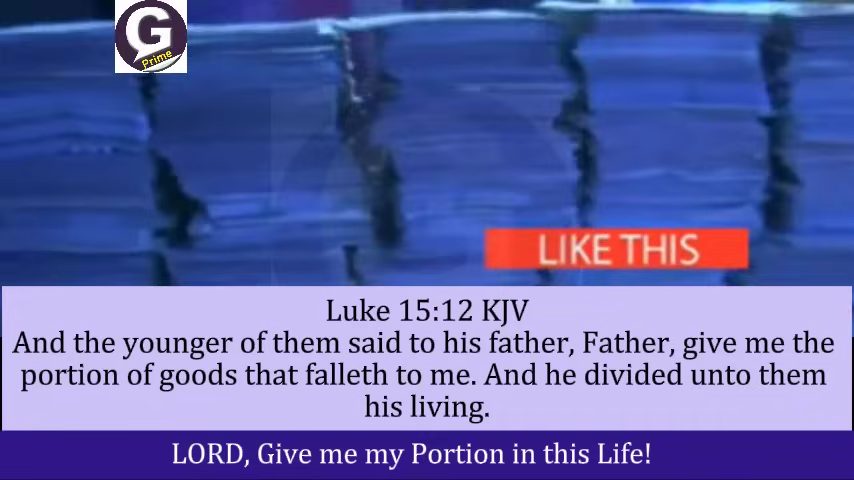 G
Prime
LIKE THIS
Luke 15:12 KJV
And the younger of them said to his father, Father, give me the
portion of goods that falleth to me. And he divided unto them
his living.
LORD, Give me my Portion in this Life!